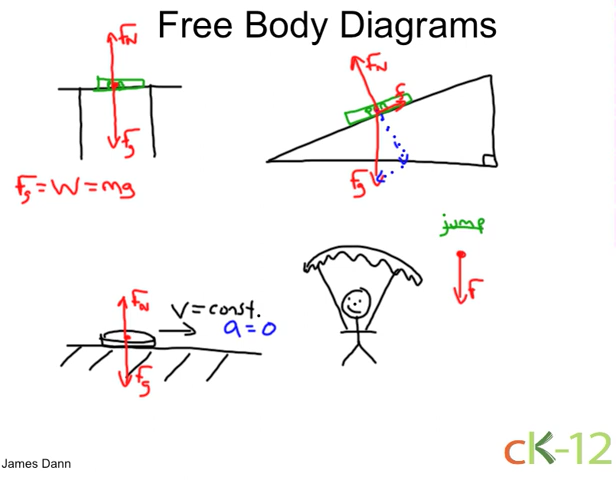 Free Body Diagrams
FN
Fg
Fg = W = mg
FN
f
Fg
jump
F
FN
V = const.
a = 0
Fg
cK-12
James Dann